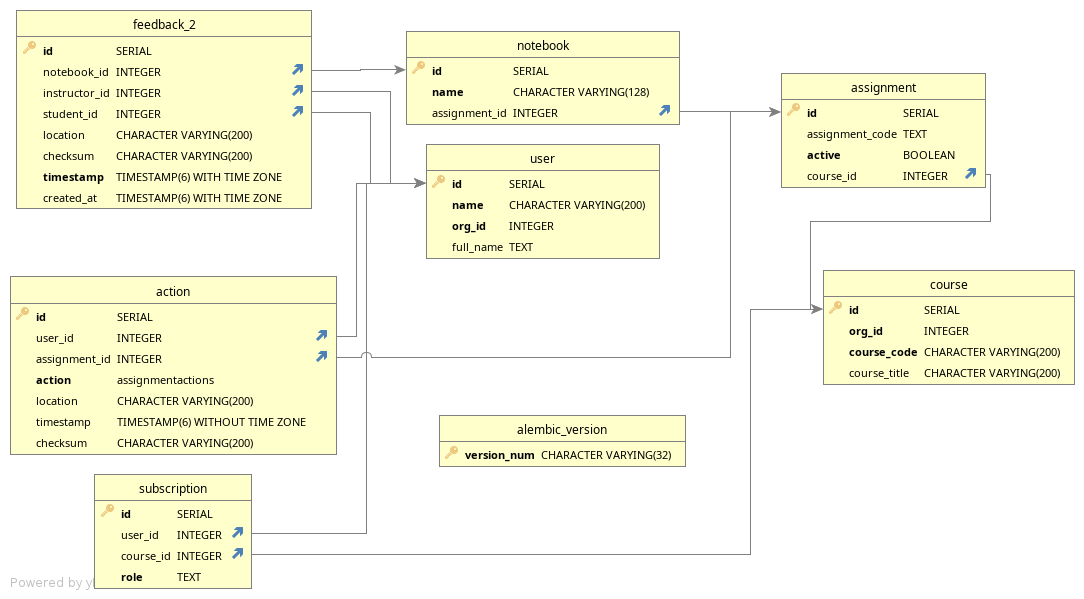 feedback_2
id SERIAL
notebook_id INTEGER
instructor_id INTEGER
student_id INTEGER
location CHARACTER VARYING(200)
checksum CHARACTER VARYING(200)
timestamp TIMESTAMP(6) WITH TIME ZONE
created_at TIMESTAMP(6) WITH TIME ZONE
notebook
id SERIAL
name CHARACTER VARYING(128)
assignment_id INTEGER
assignment
id SERIAL
assignment_code TEXT
active BOOLEAN
course_id INTEGER
user
id SERIAL
name CHARACTER VARYING(200)
org_id INTEGER
full_name TEXT
action
id SERIAL
user_id INTEGER
assignment_id INTEGER
action assignmentactions
location CHARACTER VARYING(200)
timestamp TIMESTAMP(6) WITHOUT TIME ZONE
checksum CHARACTER VARYING(200)
course
id SERIAL
org_id INTEGER
course_code CHARACTER VARYING(200)
course_title CHARACTER VARYING(200)
alembic_version
version_num CHARACTER VARYING(32)
subscription
id SERIAL
user_id INTEGER
course_id INTEGER
role TEXT
Powered by